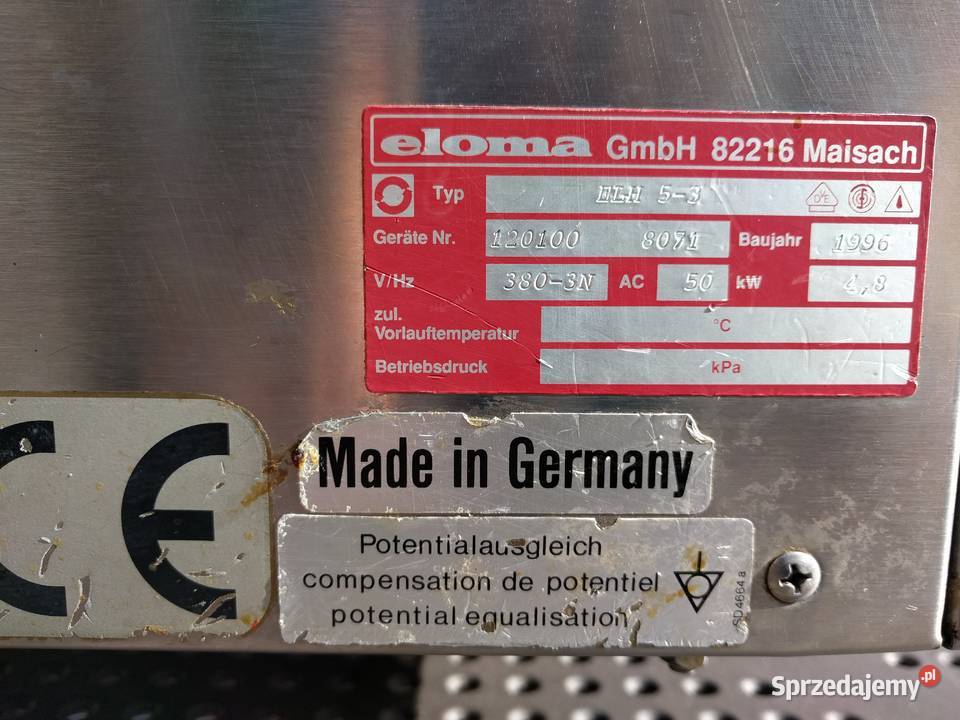 eloma GmbH 82216 Maisach
Typ ELH 5-3
Geräte Nr. 120100 8071 Baujahr 1996
V/Hz 380-3N AC 50 kW 4,8
zul.
Vorlauftemperatur °C
Betriebsdruck kPa
CE
Made in Germany
Potentialausgleich
compensation de potentiel
potential equalisation
SD4664a
Sprzedajemy.pl